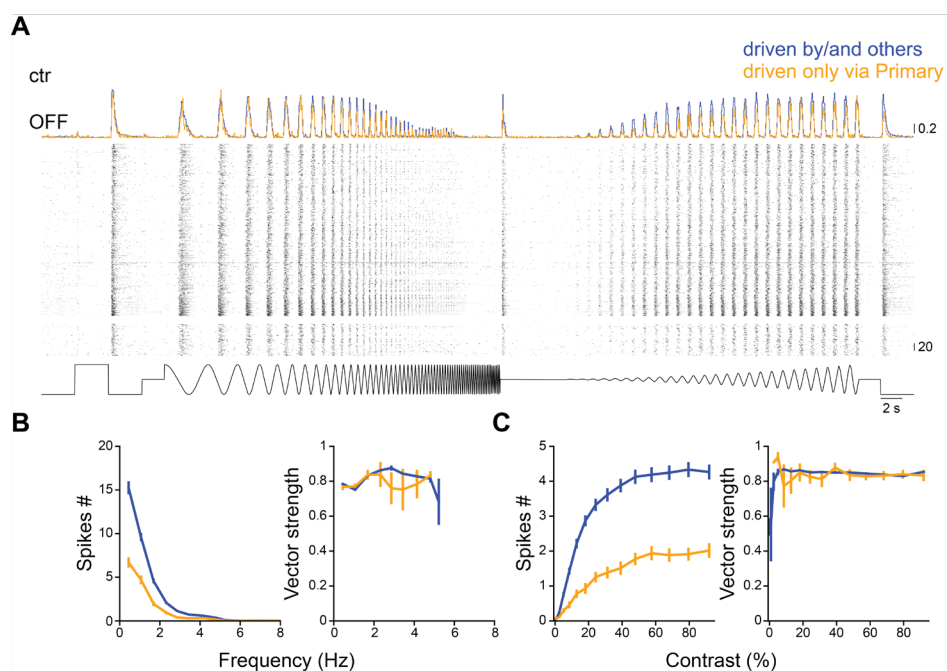 A
driven by/and others
driven only via Primary
ctr
OFF
0.2
20
2 s
B
C
20
15
10
5
0
Spikes #
0 2 4 6 8
1
0.8
0.6
0.4
0.2
0
Vector strength
0 2 4 6 8
Frequency (Hz)
5
4
3
2
1
0
Spikes #
0 20 40 60 80
1
0.8
0.6
0.4
0.2
0
Vector strength
0 20 40 60 80
Contrast (%)